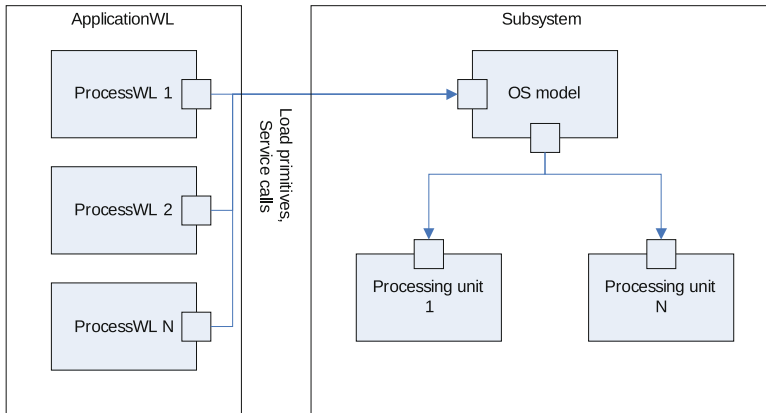 ApplicationWL
Subsystem
ProcessWL 1
OS model
Load primitives,
Service calls
ProcessWL 2
Processing unit
1
Processing unit
N
ProcessWL N